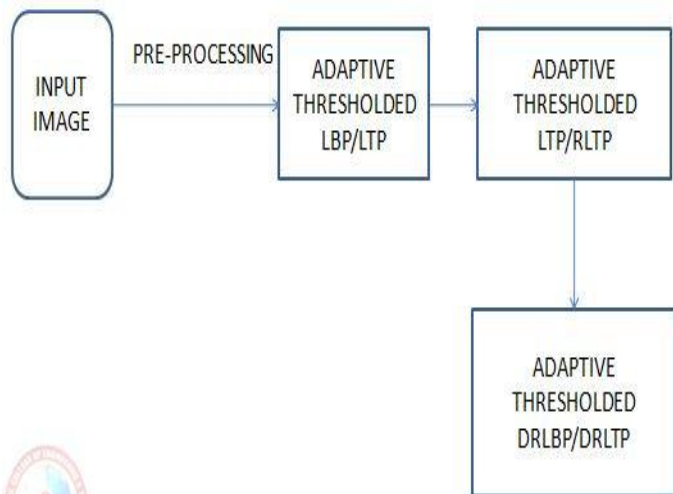 INPUT
IMAGE
PRE-PROCESSING
ADAPTIVE
THRESHOLDED
LBP/LTP
ADAPTIVE
THRESHOLDED
LTP/RLTP
ADAPTIVE
THRESHOLDED
DRLBP/DRLTP